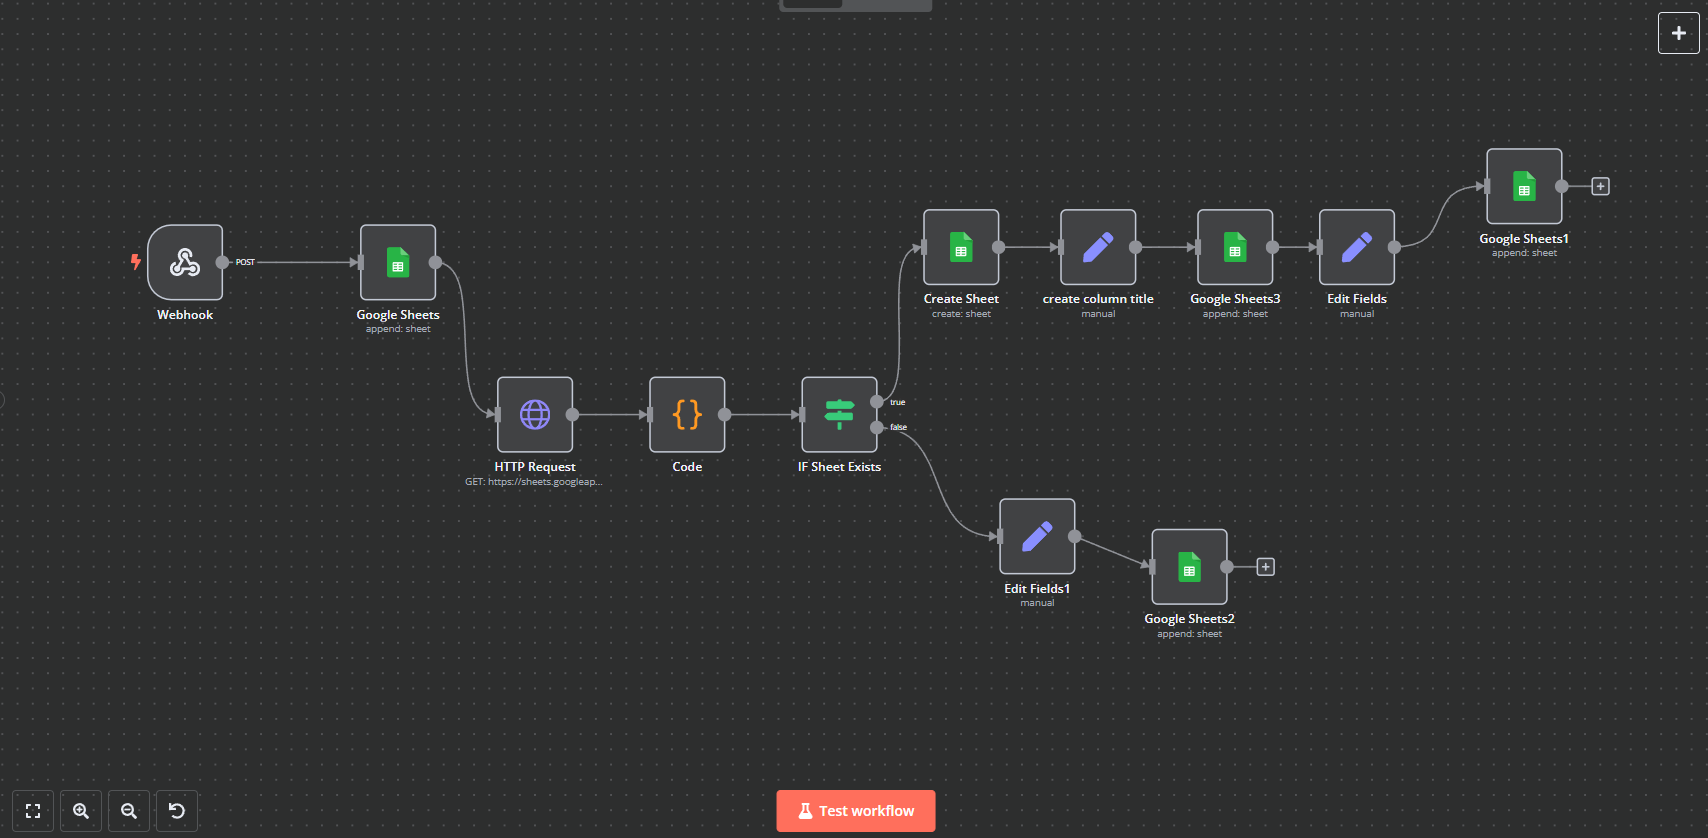 POST
Webhook
Google Sheets
append: sheet
HTTP Request
GET: https://sheets.googleap...
Code
IF Sheet Exists
true
false
Create Sheet
create: sheet
create column title
manual
Google Sheets3
append: sheet
Edit Fields
manual
Google Sheets1
append: sheet
Edit Fields1
manual
Google Sheets2
append: sheet
Test workflow